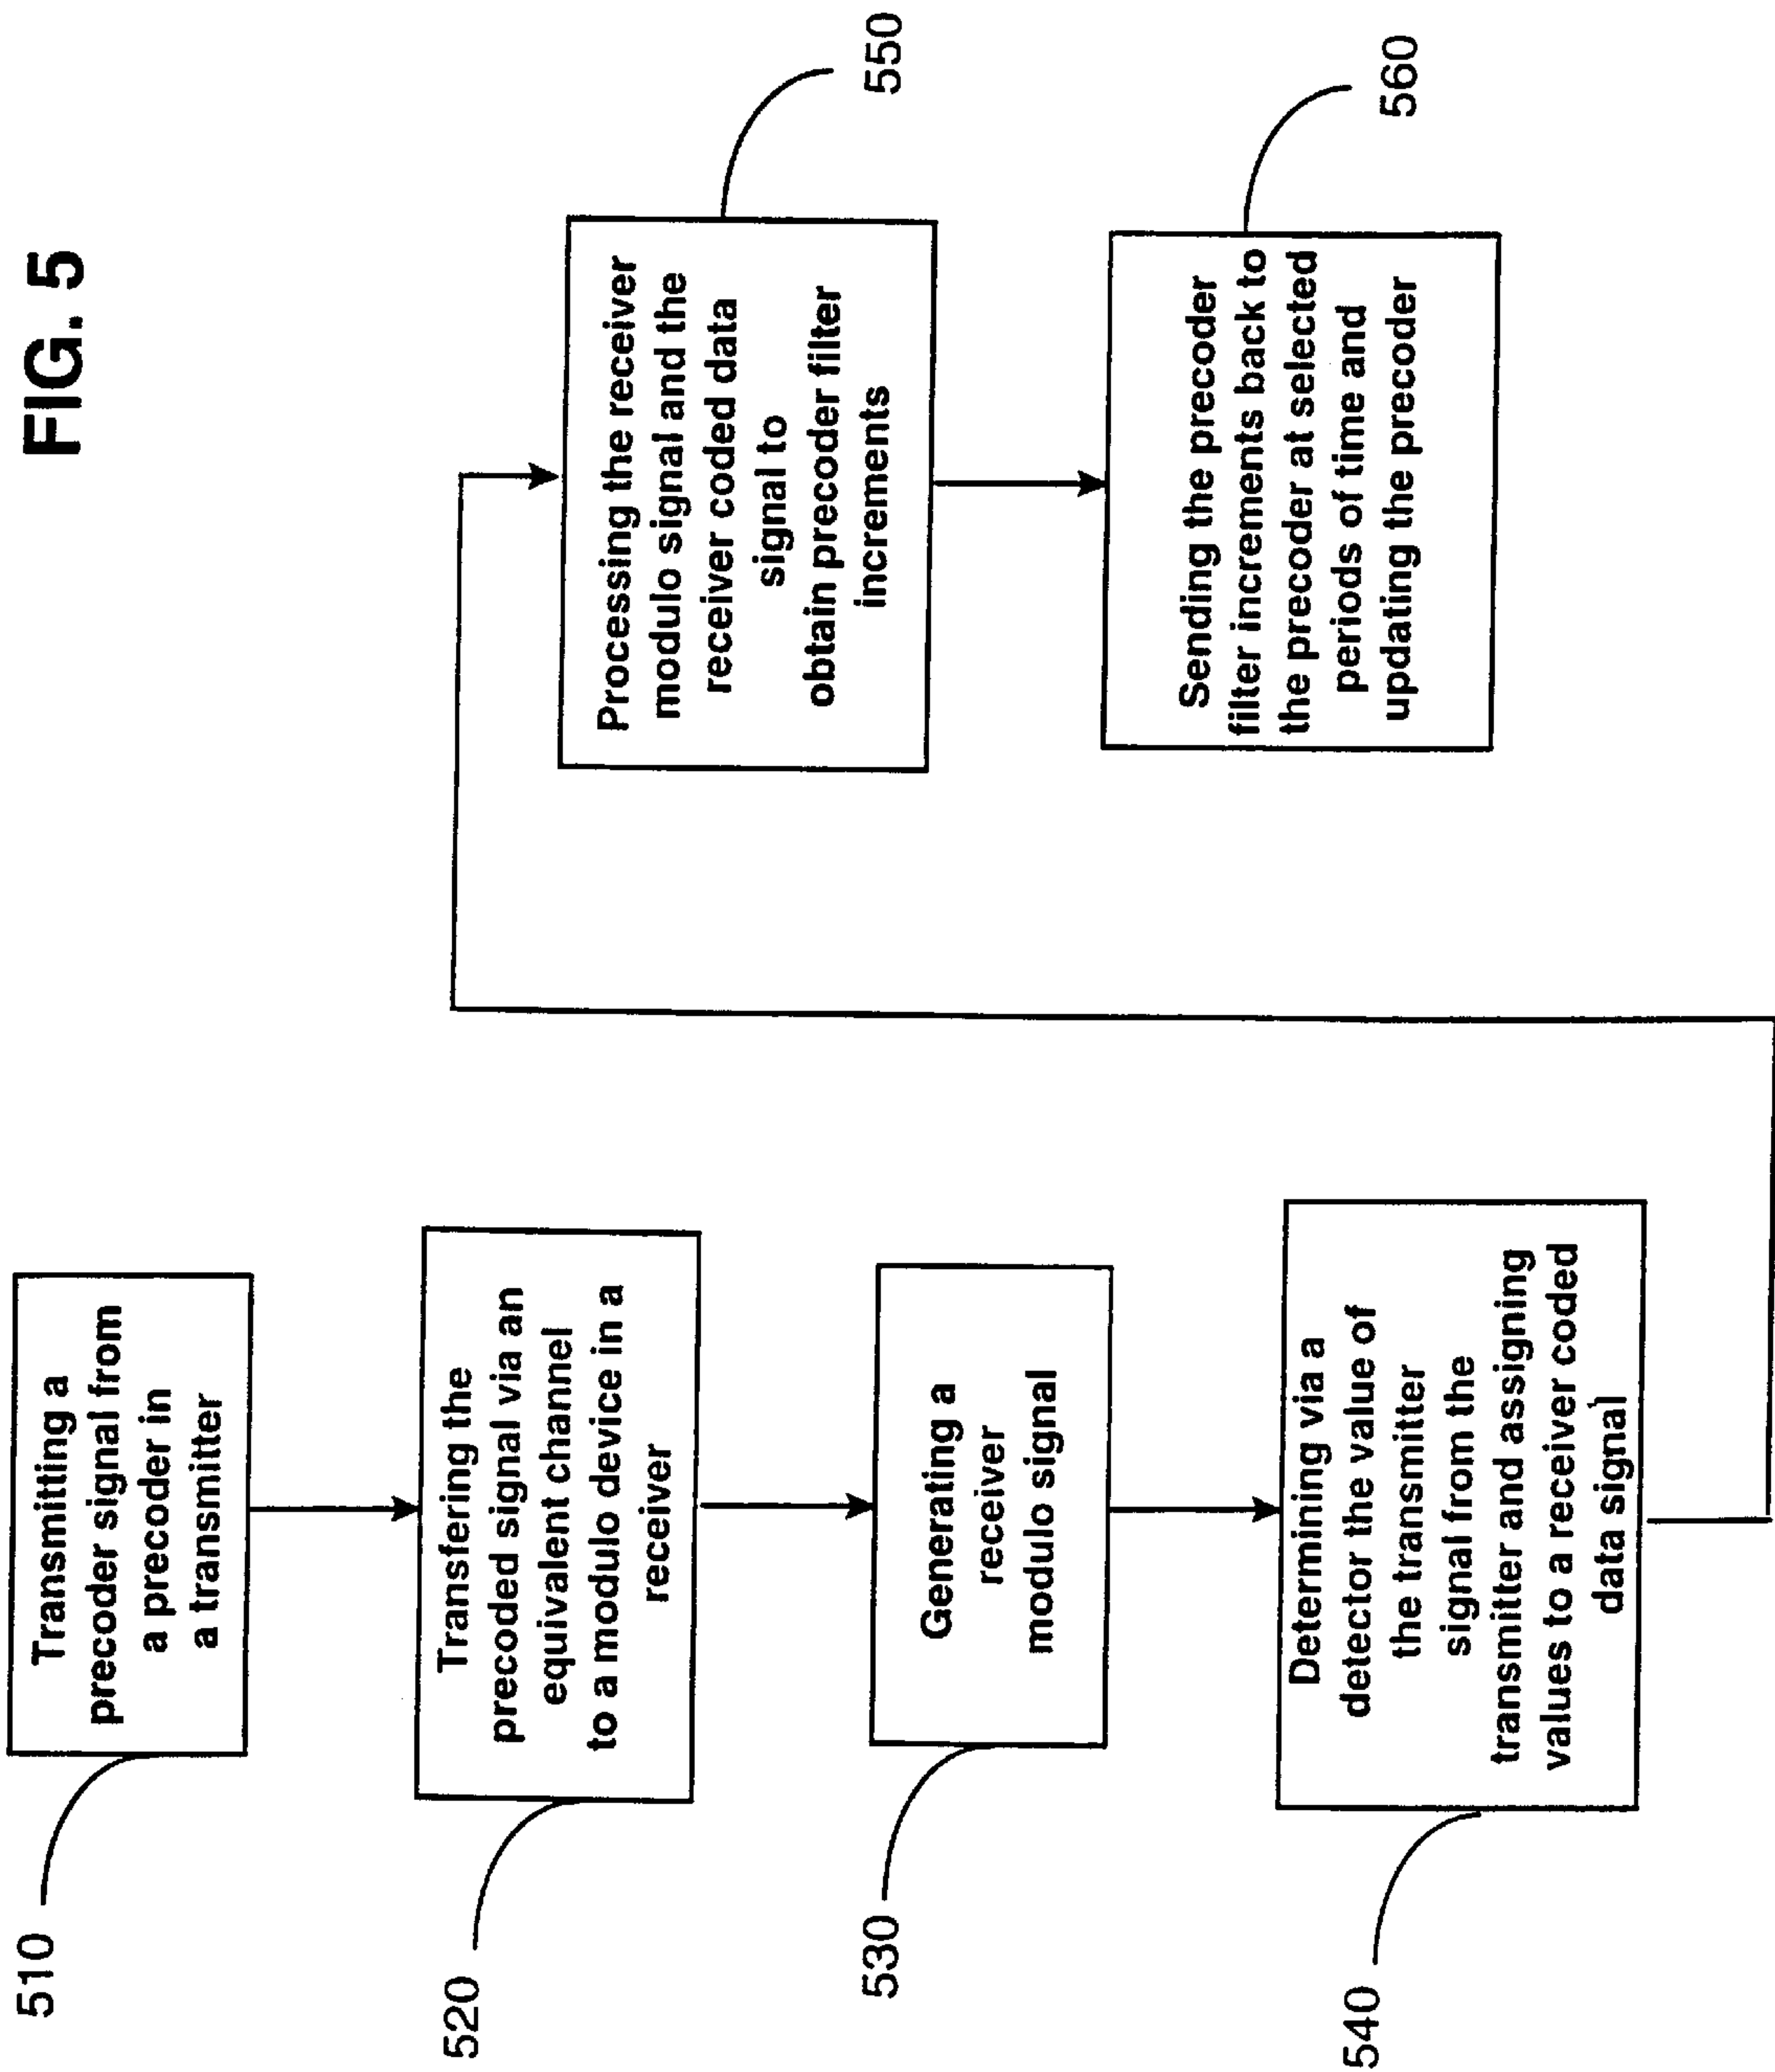 FIG. 5
510
Transmitting a
precoder signal from
a precoder in
a transmitter
520
Transfering the
precoded signal via an
equivalent channel
to a modulo device in a
receiver
530
Generating a
receiver
modulo signal
540
Determining via a
detector the value of
the transmitter
signal from the
transmitter and assigning
values to a receiver coded
data signal
550
Processing the receiver
modulo signal and the
receiver coded data
signal to
obtain precoder filter
increments
560
Sending the precoder
filter increments back to
the precoder at selected
periods of time and
updating the precoder